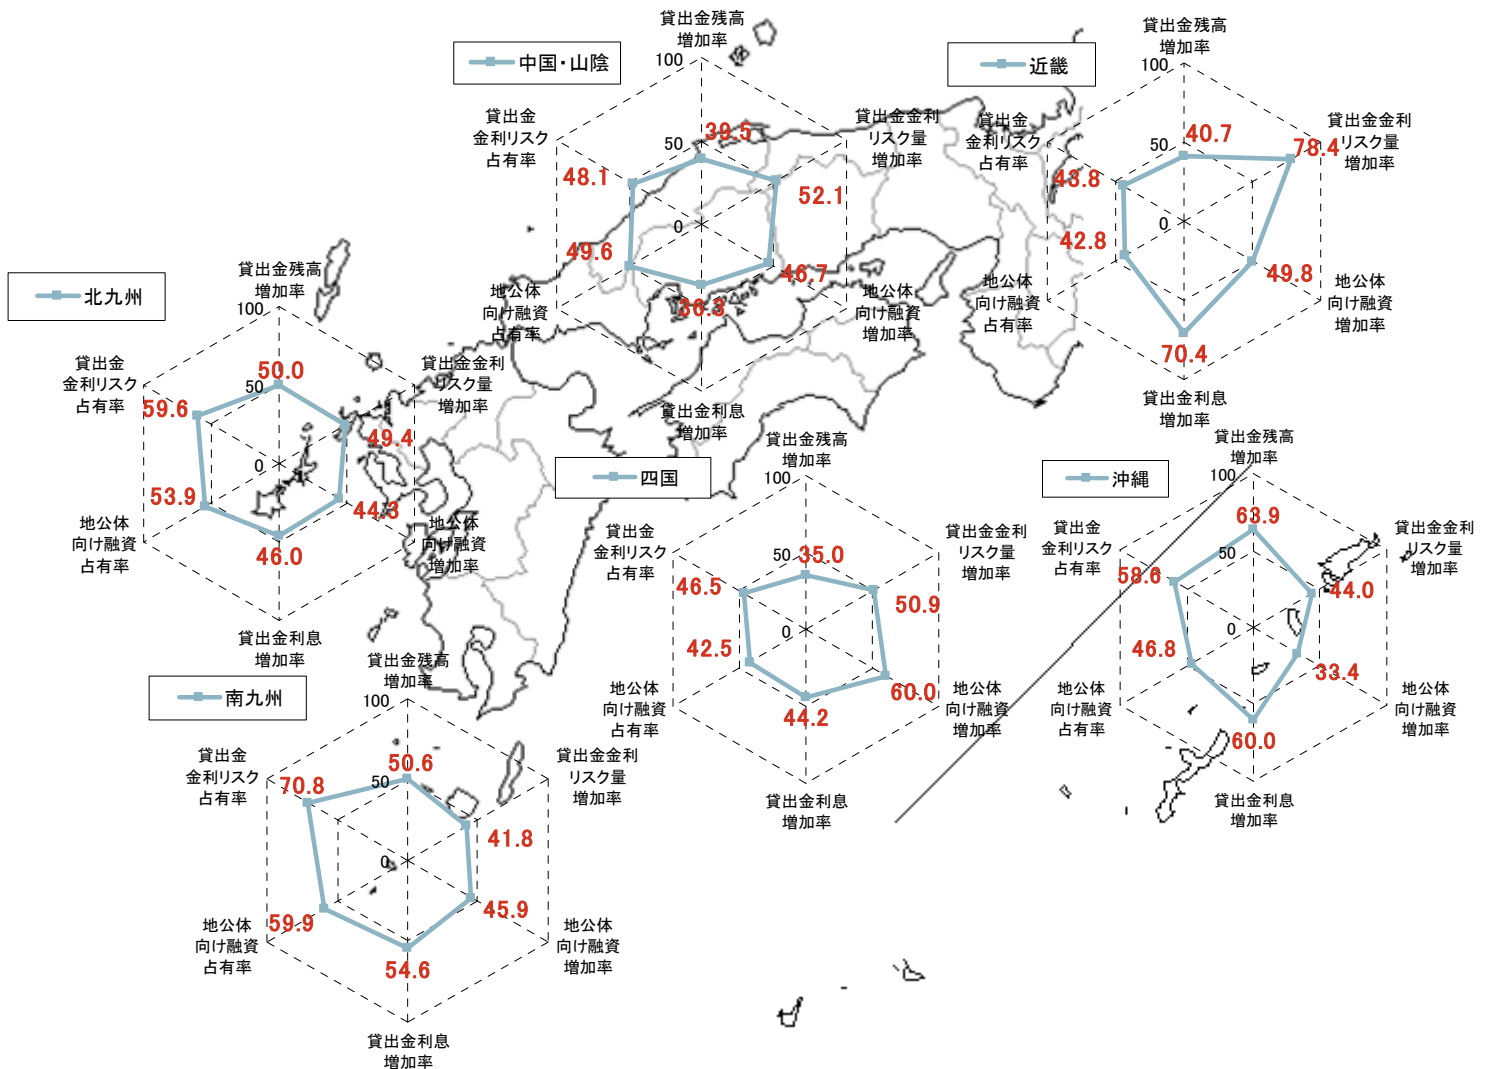 中国・山陰
貸出金残高
増加率
100
50
0
貸出金金利
リスク量
増加率
地公体
向け融資
増加率
貸出金利息
増加率
地公体
向け融資
占有率
貸出金
金利リスク
占有率
39.5
52.1
46.7
36.3
49.6
48.1
近畿
貸出金残高
増加率
100
50
0
貸出金金利
リスク量
増加率
地公体
向け融資
増加率
貸出金利息
増加率
地公体
向け融資
占有率
貸出金
金利リスク
占有率
40.7
78.4
49.8
70.4
42.8
43.8
北九州
貸出金残高
増加率
100
50
0
貸出金金利
リスク量
増加率
地公体
向け融資
増加率
貸出金利息
増加率
地公体
向け融資
占有率
貸出金
金利リスク
占有率
50.0
49.4
44.3
46.0
53.9
59.6
四国
貸出金残高
増加率
100
50
0
貸出金金利
リスク量
増加率
地公体
向け融資
増加率
貸出金利息
増加率
地公体
向け融資
占有率
貸出金
金利リスク
占有率
35.0
50.9
60.0
44.2
42.5
46.5
沖縄
貸出金残高
増加率
100
50
0
貸出金金利
リスク量
増加率
地公体
向け融資
増加率
貸出金利息
増加率
地公体
向け融資
占有率
貸出金
金利リスク
占有率
63.9
44.0
33.4
60.0
46.8
58.6
南九州
貸出金残高
増加率
100
50
0
貸出金金利
リスク量
増加率
地公体
向け融資
増加率
貸出金利息
増加率
地公体
向け融資
占有率
貸出金
金利リスク
占有率
50.6
41.8
45.9
54.6
59.9
70.8